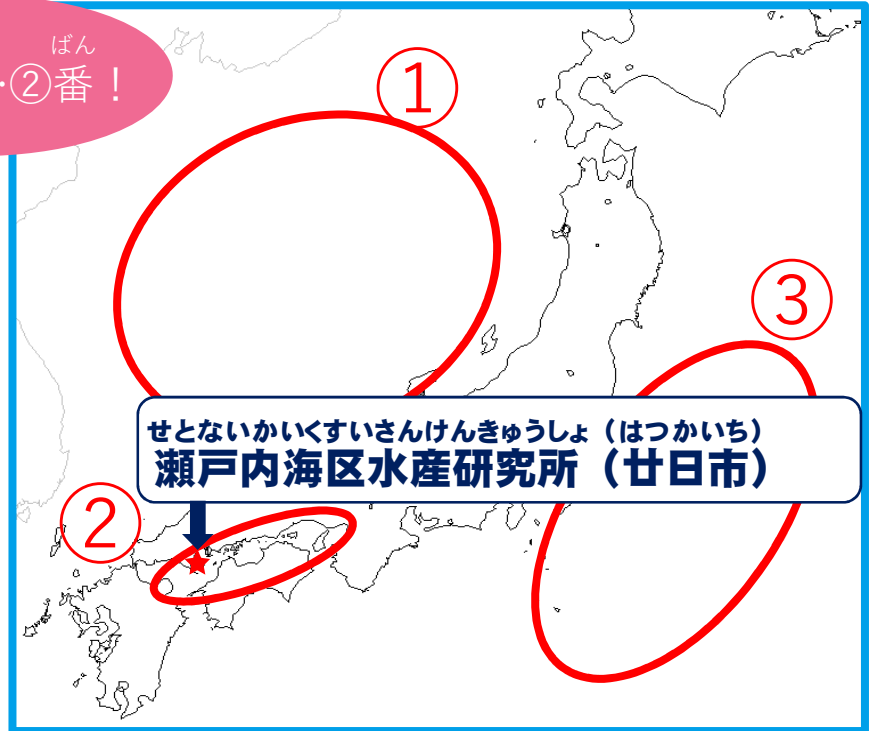 ばん
・②番！
①
③
せとないかいくすいさんけんきゅうしょ（はつかいち）
瀬戸内海区水産研究所（廿日市）
②